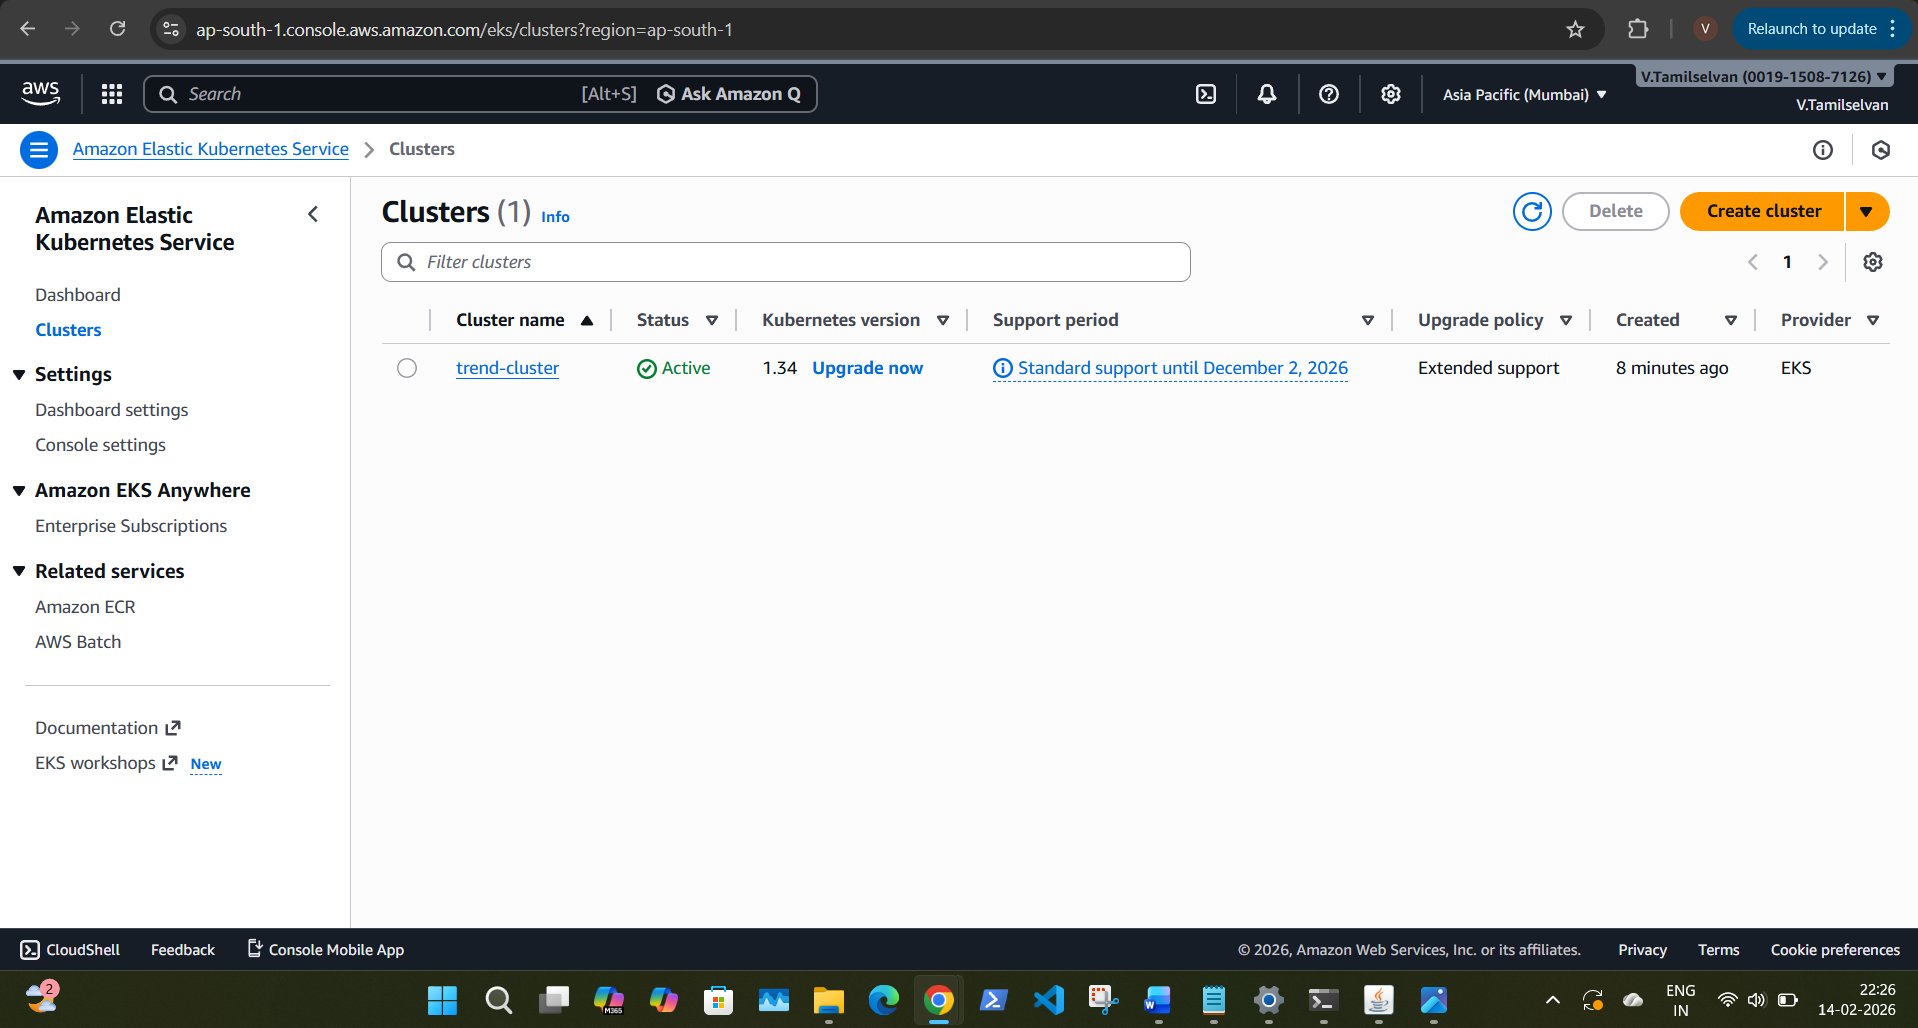 ap-south-1.console.aws.amazon.com/eks/clusters?region=ap-south-1
V
Relaunch to update
aws
Search
[Alt+S]
Ask Amazon Q
Asia Pacific (Mumbai)
V.Tamilselvan (0019-1508-7126)
V.Tamilselvan
Amazon Elastic Kubernetes Service
Clusters
Amazon Elastic
Kubernetes Service
Dashboard
Clusters
Settings
Dashboard settings
Console settings
Amazon EKS Anywhere
Enterprise Subscriptions
Related services
Amazon ECR
AWS Batch
Documentation
EKS workshops New
Clusters (1) Info
Delete
Create cluster
Filter clusters
1
Cluster name Status Kubernetes version Support period Upgrade policy Created Provider
trend-cluster Active 1.34 Upgrade now Standard support until December 2, 2026 Extended support 8 minutes ago EKS
CloudShell Feedback Console Mobile App © 2026, Amazon Web Services, Inc. or its affiliates. Privacy Terms Cookie preferences
2
M365
W
ENG
IN
22:26
14-02-2026